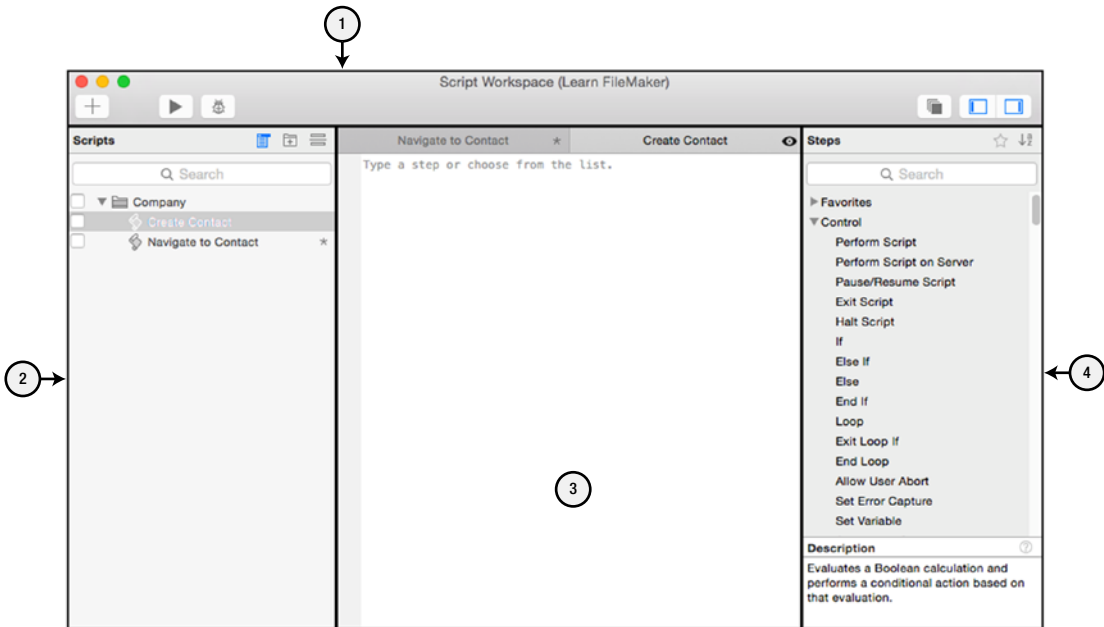 1
Script Workspace (Learn FileMaker)
Scripts
Search
Company
Create Contact
Navigate to Contact *
2
Navigate to Contact * Create Contact
Type a step or choose from the list.
3
Steps
Search
Favorites
Control
Perform Script
Perform Script on Server
Pause/Resume Script
Exit Script
Halt Script
If
Else If
Else
End If
Loop
Exit Loop If
End Loop
Allow User Abort
Set Error Capture
Set Variable
Description ?
Evaluates a Boolean calculation and
performs a conditional action based on
that evaluation.
4